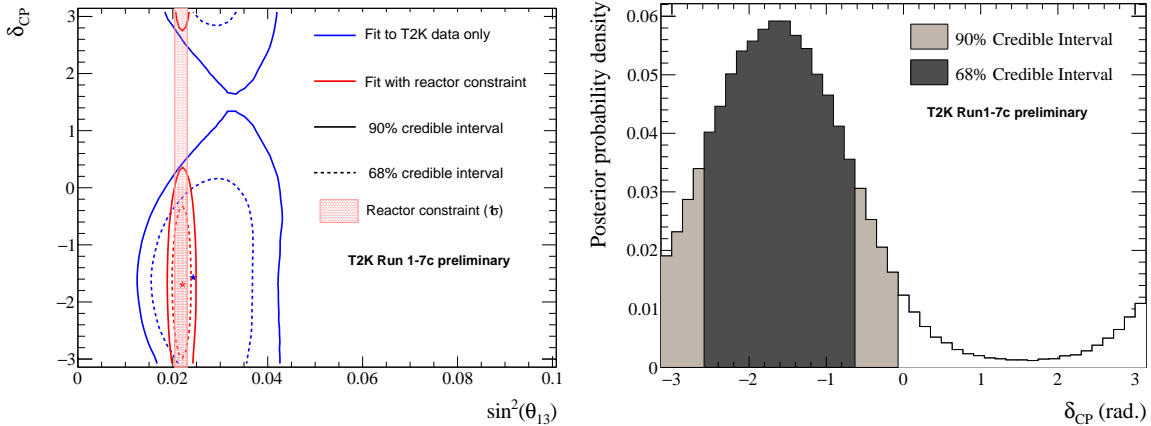 δCP
3
2
1
0
−1
−2
−3
Fit to T2K data only
Fit with reactor constraint
90% credible interval
68% credible interval
Reactor constraint (1σ)
T2K Run 1-7c preliminary
0 0.02 0.04 0.06 0.08 0.1
sin²(θ₁₃)
Posterior probability density
0.06
0.05
0.04
0.03
0.02
0.01
0
90% Credible Interval
68% Credible Interval
T2K Run1-7c preliminary
−3 −2 −1 0 1 2 3
δCP (rad.)